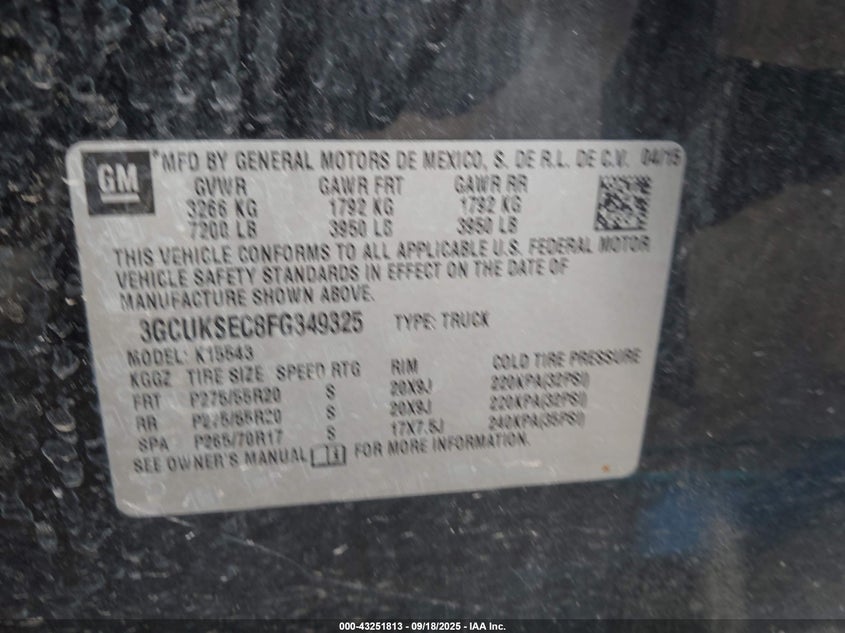 GM
*MFD BY GENERAL MOTORS DE MEXICO, S. DE R.L. DE C.V. 04/15
GVWR GAWR FRT GAWR RR
3266 KG 1792 KG 1792 KG
7200 LB 3950 LB 3950 LB
THIS VEHICLE CONFORMS TO ALL APPLICABLE U.S. FEDERAL MOTOR
VEHICLE SAFETY STANDARDS IN EFFECT ON THE DATE OF
MANUFACTURE SHOWN ABOVE.
3GCUKSEC8FG349325 TYPE: TRUCK
MODEL: K15543
KGGZ TIRE SIZE SPEED RTG RIM COLD TIRE PRESSURE
FRT P275/55R20 S 20X9J 220KPA(32PSI)
RR P275/55R20 S 20X9J 220KPA(32PSI)
SPA P265/70R17 S 17X7.5J 240KPA(35PSI)
SEE OWNER'S MANUAL FOR MORE INFORMATION.
000-43251813 - 09/18/2025 - IAA Inc.